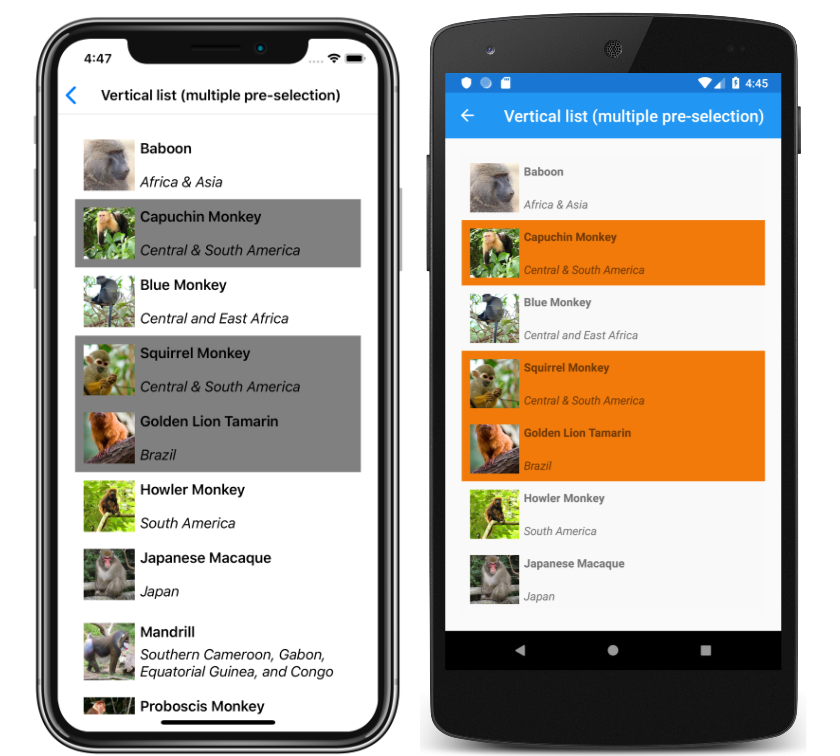 4:47
Vertical list (multiple pre-selection)
Baboon
Africa & Asia
Capuchin Monkey
Central & South America
Blue Monkey
Central and East Africa
Squirrel Monkey
Central & South America
Golden Lion Tamarin
Brazil
Howler Monkey
South America
Japanese Macaque
Japan
Mandrill
Southern Cameroon, Gabon,
Equatorial Guinea, and Congo
Proboscis Monkey
4:45
Vertical list (multiple pre-selection)
Baboon
Africa & Asia
Capuchin Monkey
Central & South America
Blue Monkey
Central and East Africa
Squirrel Monkey
Central & South America
Golden Lion Tamarin
Brazil
Howler Monkey
South America
Japanese Macaque
Japan